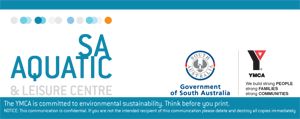 SA
AQUATIC
& LEISURE CENTRE
Government
of South Australia
YMCA
We build strong PEOPLE
strong FAMILIES
strong COMMUNITIES
The YMCA is committed to environmental sustainability. Think before you print.
NOTICE: This communication is confidential. If you are not the intended recipient of this communication please delete and destroy all copies immediately